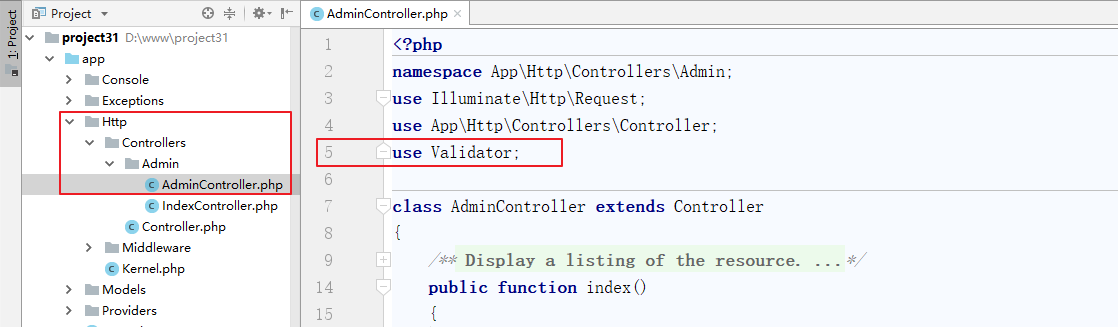 1: Project
Project
project31 D:\www\project31
app
Console
Exceptions
Http
Controllers
Admin
AdminController.php
IndexController.php
Controller.php
Middleware
Kernel.php
Models
Providers
AdminController.php
1 <?php
2 namespace App\Http\Controllers\Admin;
3 use Illuminate\Http\Request;
4 use App\Http\Controllers\Controller;
5 use Validator;
6
7 class AdminController extends Controller
8 {
9 /** Display a listing of the resource. ...*/
14 public function index()
15 {